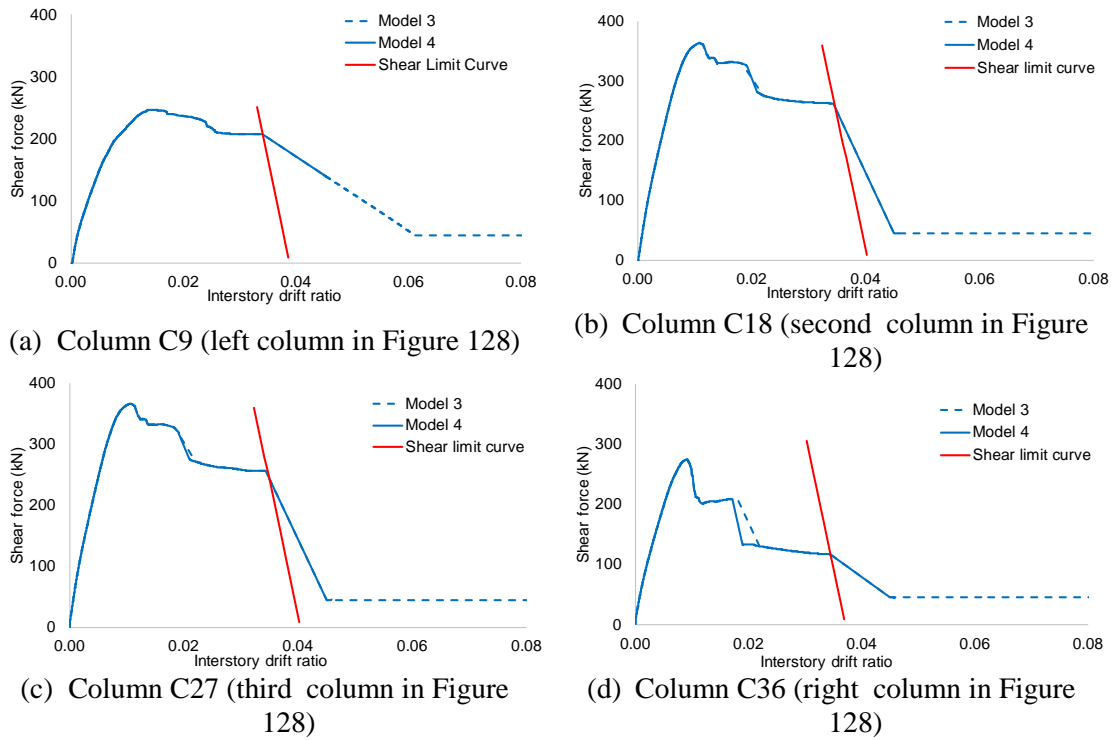 400
300
200
100
0
Shear force (kN)
Model 3
Model 4
Shear Limit Curve
0.00 0.02 0.04 0.06 0.08
Interstory drift ratio
(a) Column C9 (left column in Figure 128)
400
300
200
100
0
Shear force (kN)
Model 3
Model 4
Shear limit curve
0.00 0.02 0.04 0.06 0.08
Interstory drift ratio
(b) Column C18 (second column in Figure
128)
400
300
200
100
0
Shear force (kN)
Model 3
Model 4
Shear limit curve
0.00 0.02 0.04 0.06 0.08
Interstory drift ratio
(c) Column C27 (third column in Figure
128)
400
300
200
100
0
Shear force (kN)
Model 3
Model 4
Shear limit curve
0.00 0.02 0.04 0.06 0.08
Interstory drift ratio
(d) Column C36 (right column in Figure
128)